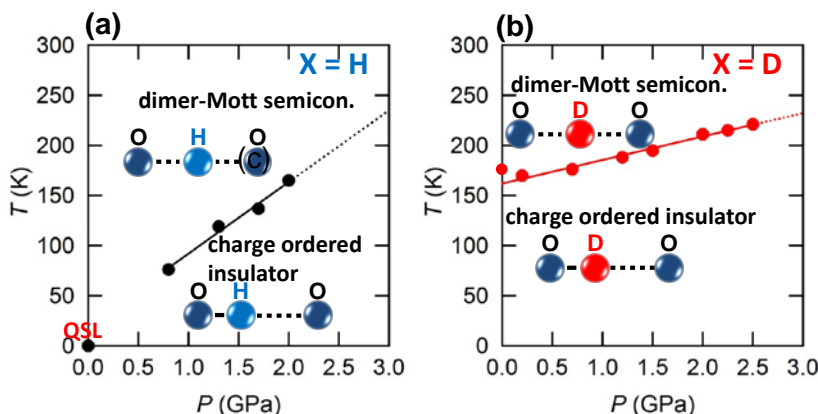 (a)
X = H
dimer-Mott semicon.
O H O
(C)
charge ordered
insulator
O H O
QSL
300
250
200
150
100
50
0
T (K)
0.0 0.5 1.0 1.5 2.0 2.5 3.0
P (GPa)
(b)
X = D
dimer-Mott semicon.
O D O
charge ordered insulator
O D O
300
250
200
150
100
50
0
T (K)
0.0 0.5 1.0 1.5 2.0 2.5 3.0
P (GPa)